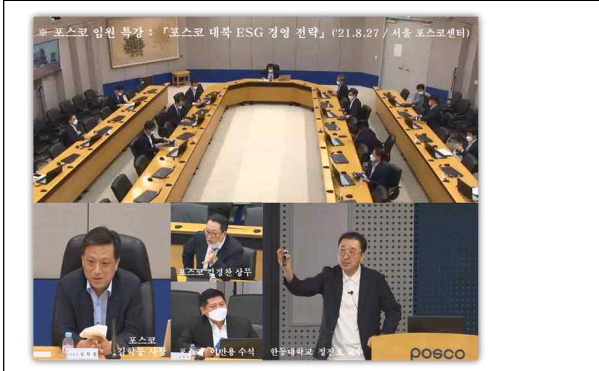 ※ 포스코 임원 특강 : 「포스코 대북 ESG 경영 전략」('21.8.27 / 서울 포스코센터)
포스코 김경찬 상무
포스코
김학동 사장
포스코 이만용 수석
한동대학교 정진호 교수
posco